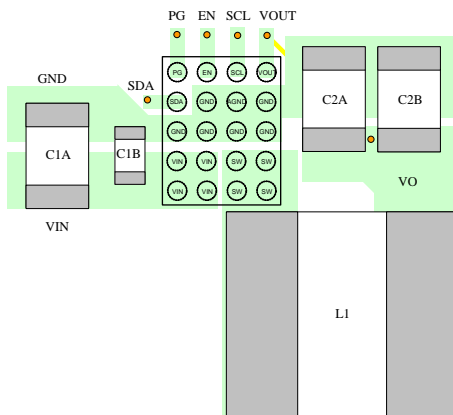 PG EN SCL VOUT
GND
SDA
PG EN SCL VOUT
SDA GND AGND GND
GND GND GND GND
VIN VIN SW SW
VIN VIN SW SW
C1A
C1B
C2A
C2B
VIN
VO
L1